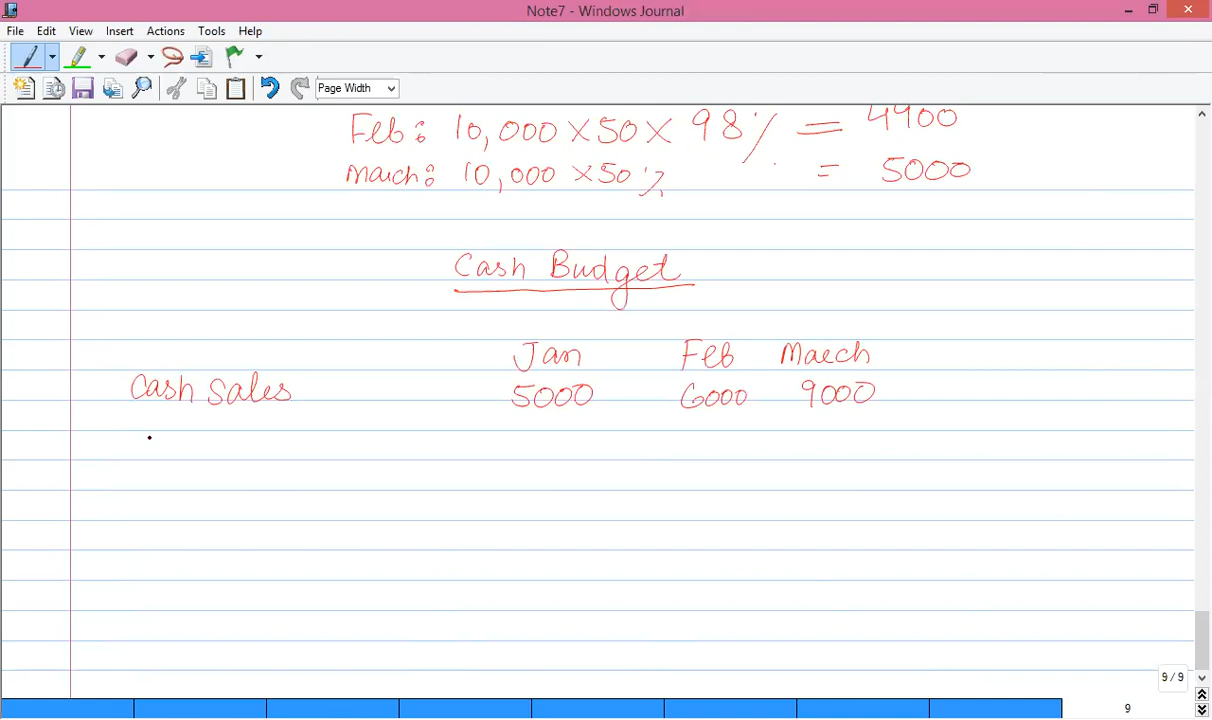 Note7 - Windows Journal
File Edit View Insert Actions Tools Help
Page Width
Feb: 10,000 X 50 X 98% = 4900
March: 10,000 X 50% = 5000
Cash Budget
Jan Feb March
Cash Sales 5000 6000 9000
9 / 9
9